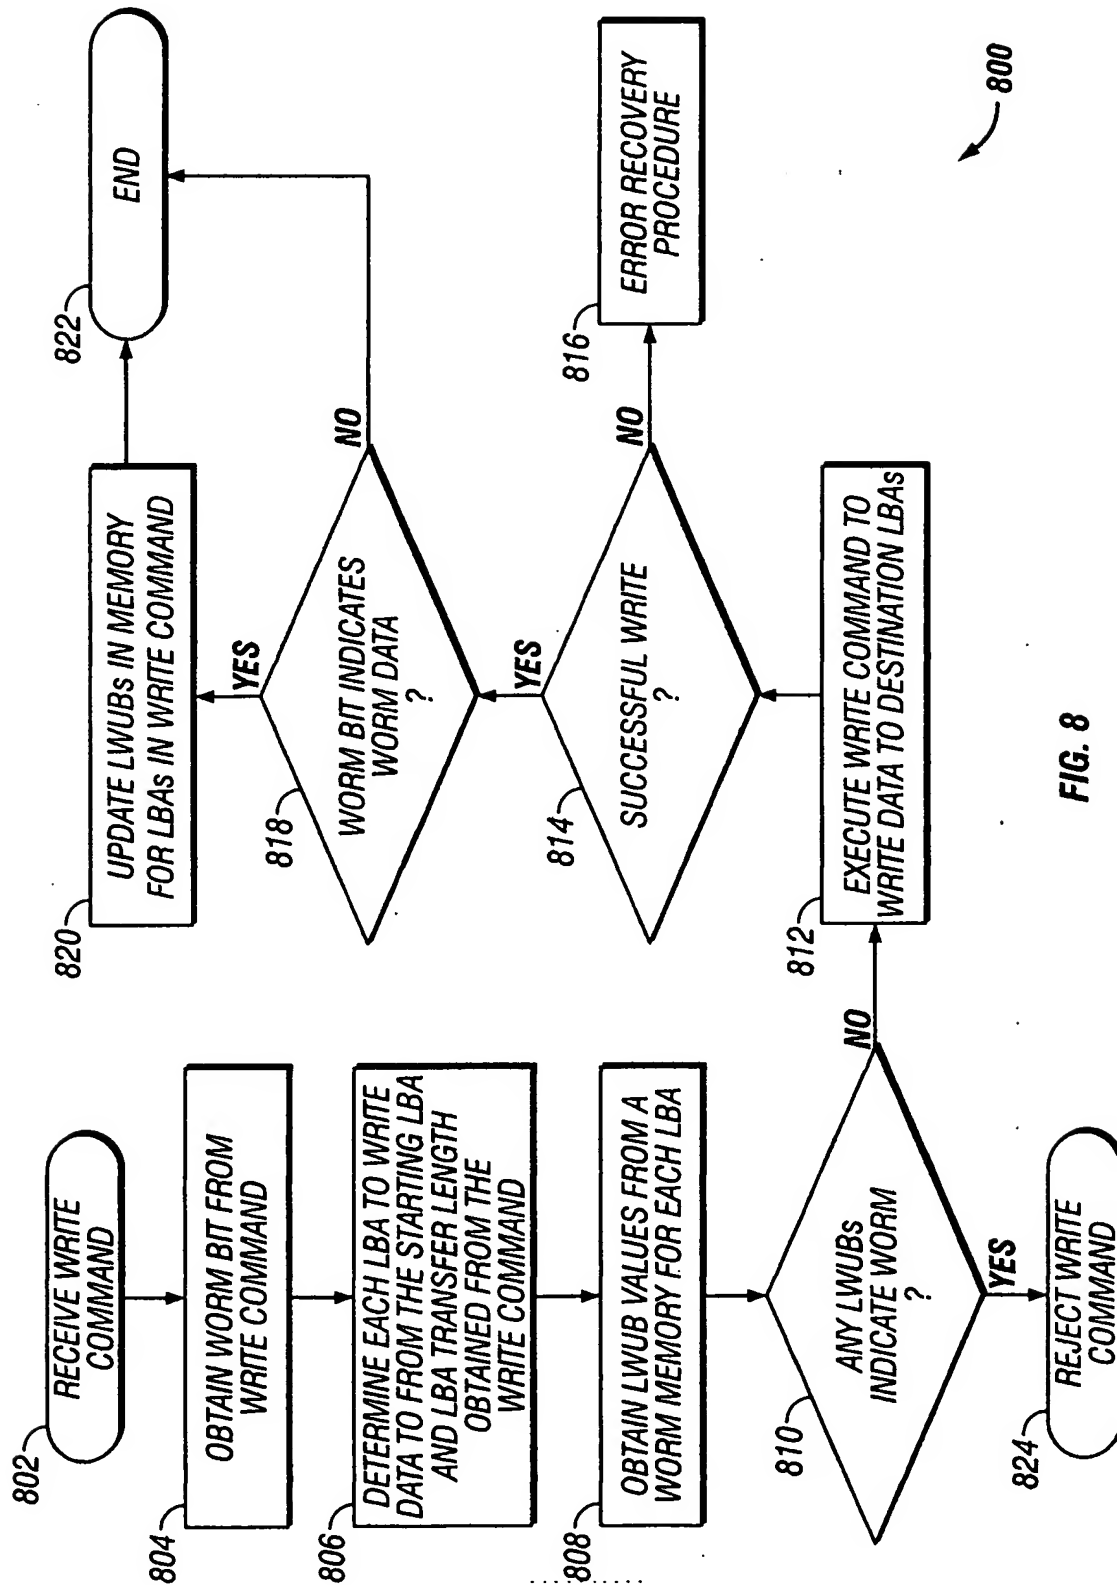 802
RECEIVE WRITE
COMMAND
804
OBTAIN WORM BIT FROM
WRITE COMMAND
806
DETERMINE EACH LBA TO WRITE
DATA TO FROM THE STARTING LBA
AND LBA TRANSFER LENGTH
OBTAINED FROM THE
WRITE COMMAND
808
OBTAIN LWUB VALUES FROM A
WORM MEMORY FOR EACH LBA
810
ANY LWUBs
INDICATE WORM
?
NO
YES
824
REJECT WRITE
COMMAND
812
EXECUTE WRITE COMMAND TO
WRITE DATA TO DESTINATION LBAs
814
SUCCESSFUL WRITE
?
YES
NO
816
ERROR RECOVERY
PROCEDURE
818
WORM BIT INDICATES
WORM DATA
?
YES
NO
820
UPDATE LWUBs IN MEMORY
FOR LBAs IN WRITE COMMAND
822
END
800
FIG. 8